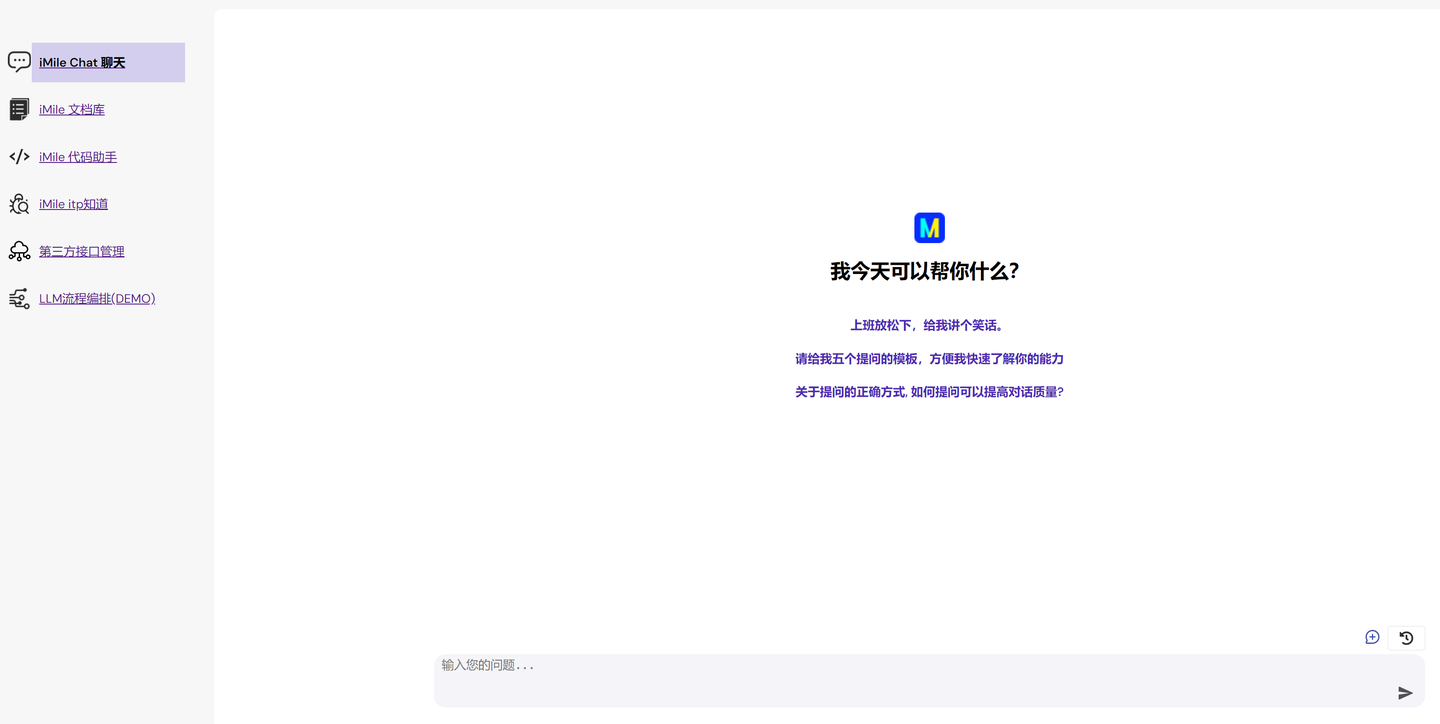 iMile Chat 聊天
iMile 文档库
iMile 代码助手
iMile itp知道
第三方接口管理
LLM流程编排(DEMO)
M
我今天可以帮你什么?
上班放松下，给我讲个笑话。
请给我五个提问的模板，方便我快速了解你的能力
关于提问的正确方式, 如何提问可以提高对话质量?
输入您的问题...